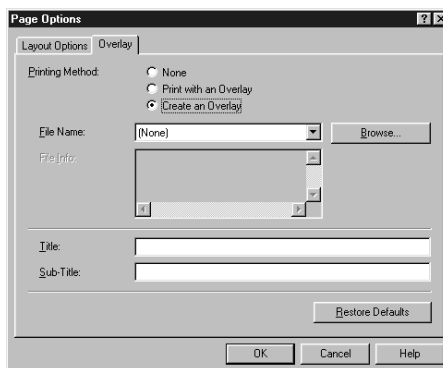 Page Options
Layout Options Overlay
Printing Method: None
Print with an Overlay
Create an Overlay
File Name: (None) Browse...
File Info:
Title:
Sub-Title:
Restore Defaults
OK Cancel Help